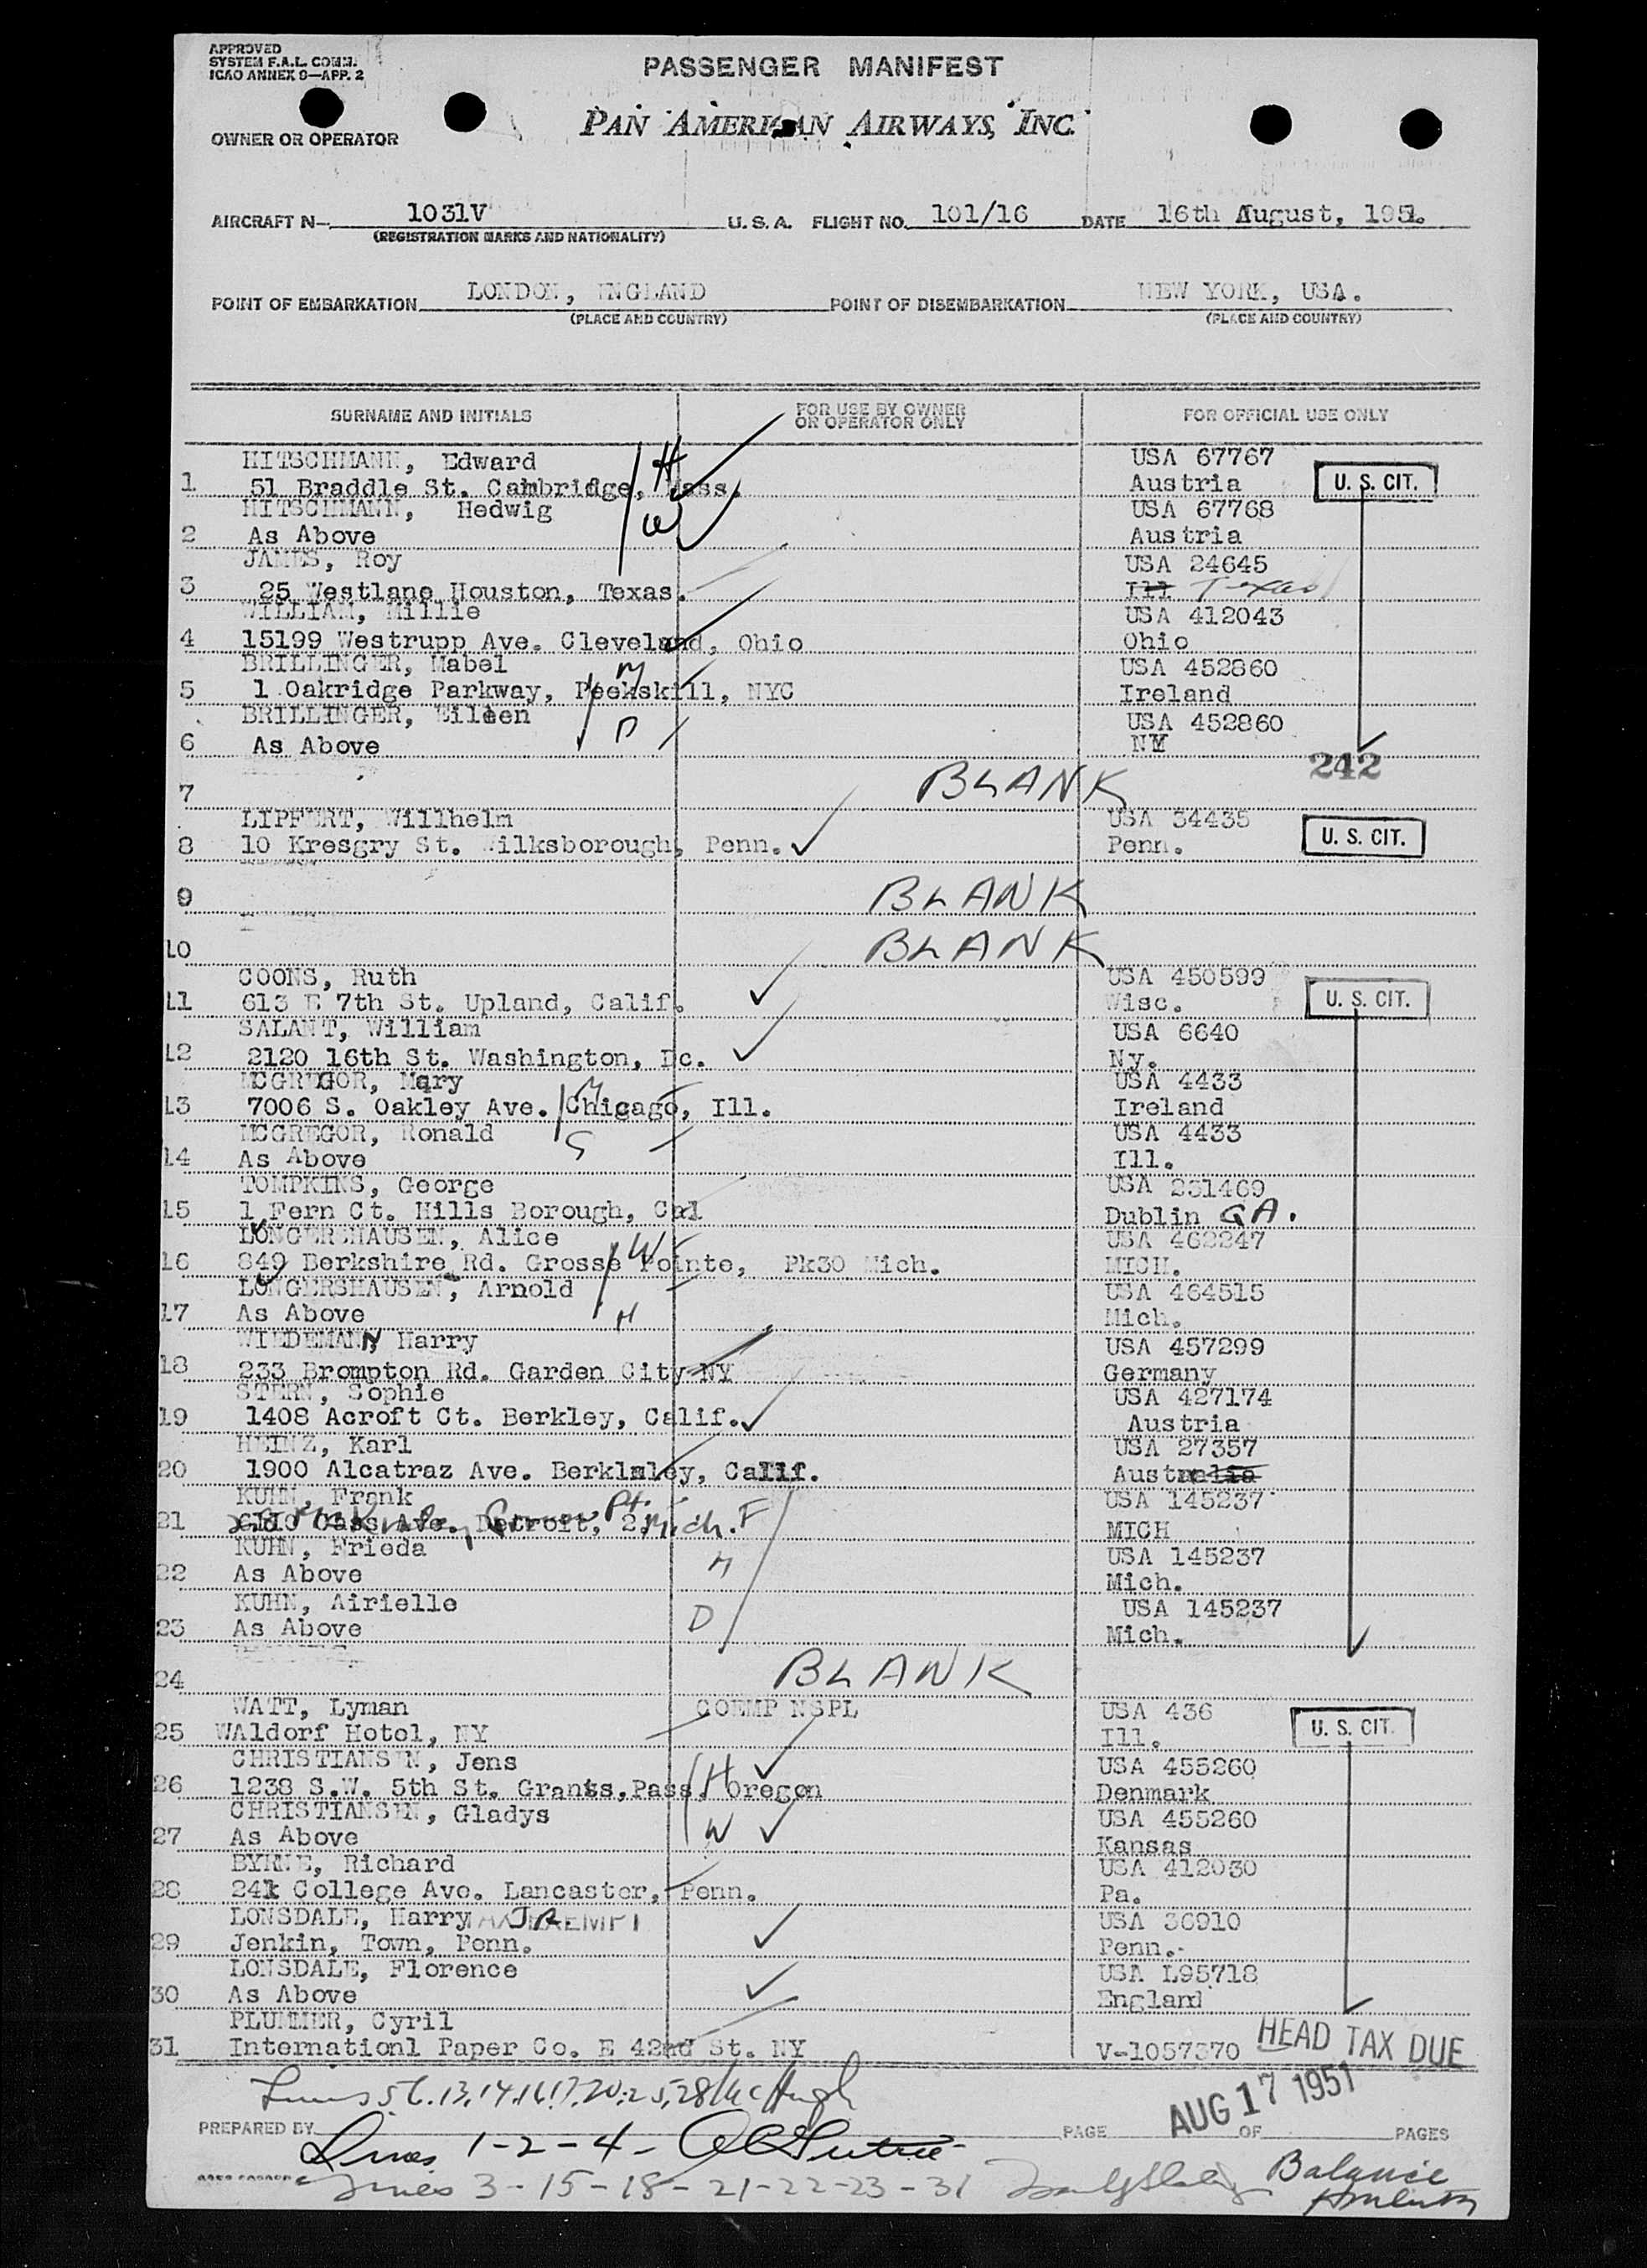 APPROVED
SYSTEM F.A.L. COMM.
ICAO ANNEX 9—APP. 2
PASSENGER MANIFEST
OWNER OR OPERATOR
PAN AMERICAN AIRWAYS, INC.
AIRCRAFT N- 1031V U. S. A. FLIGHT NO. 101/16 DATE 16th August, 1951.
(REGISTRATION MARKS AND NATIONALITY)
POINT OF EMBARKATION LONDON, ENGLAND POINT OF DISEMBARKATION NEW YORK, USA.
(PLACE AND COUNTRY) (PLACE AND COUNTRY)
SURNAME AND INITIALS FOR USE BY OWNER OR OPERATOR ONLY FOR OFFICIAL USE ONLY
HITSCHMANN, Edward H USA 67767
1 51 Braddle St. Cambridge, Mass. Austria U. S. CIT.
HITSCHMANN, Hedwig W USA 67768
2 As Above Austria
JAMES, Roy USA 24645
3 25 Westlane Houston, Texas. Ill Texas
WILLIAM, Millie USA 412043
4 15199 Westrupp Ave. Cleveland, Ohio Ohio
BRILLINGER, Mabel M USA 452860
5 1 Oakridge Parkway, Peekskill, NYC Ireland
BRILLINGER, Eileen D USA 452860
6 As Above NY
242
7 BLANK
LIPFERT, Willhelm USA 34435
8 10 Kresgry St. Wilksborough, Penn. Penn. U. S. CIT.
9 BLANK
10 BLANK
COONS, Ruth USA 450599
11 613 E 7th St. Upland, Calif. Wisc. U. S. CIT.
SALANT, William USA 6640
12 2120 16th St. Washington, Dc. Ny.
MCGREGOR, Mary M USA 4433
13 7006 S. Oakley Ave. Chicago, Ill. Ireland
MCGREGOR, Ronald S USA 4433
14 As Above Ill.
TOMPKINS, George USA 231469
15 1 Fern Ct. Hills Borough, Cal Dublin GA.
LONGERSHAUSEN, Alice W USA 462247
16 849 Berkshire Rd. Grosse Pointe, Pk30 Mich. MICH.
LONGERSHAUSEN, Arnold H USA 464515
17 As Above Mich.
WIEDEMANN, Harry USA 457299
18 233 Brompton Rd. Garden City NY Germany
STERN, Sophie USA 427174
19 1408 Acroft Ct. Berkley, Calif. Austria
HEINZ, Karl USA 27357
20 1900 Alcatraz Ave. Berkley, Calif. Australia
KUHN, Frank USA 145237
21 Cass Ave. Detroit, 2, Mich. F MICH
KUHN, Frieda M USA 145237
22 As Above Mich.
KUHN, Airielle D USA 145237
23 As Above Mich.
24 BLANK
WATT, Lyman COEMP NSPL USA 436
25 WAldorf Hotel, NY Ill. U. S. CIT.
CHRISTIANSEN, Jens H USA 455260
26 1238 S.W. 5th St. Grants,Pass, Oregon Denmark
CHRISTIANSEN, Gladys W USA 455260
27 As Above Kansas
BYRNE, Richard USA 412030
28 241 College Ave. Lancaster, Penn. Pa.
LONSDALE, Harry JR USA 36910
29 Jenkin, Town, Penn. Penn.
LONSDALE, Florence USA L95718
30 As Above England
PLUMMER, Cyril
31 Internationl Paper Co. E 42nd St. NY V-1057370 HEAD TAX DUE
Lines 5.6.13.14.16.17.20.25.28 McHugh
AUG 17 1951
PREPARED BY PAGE OF PAGES
Lines 1-2-4-
Lines 3-15-18-21-22-23-31
Balance